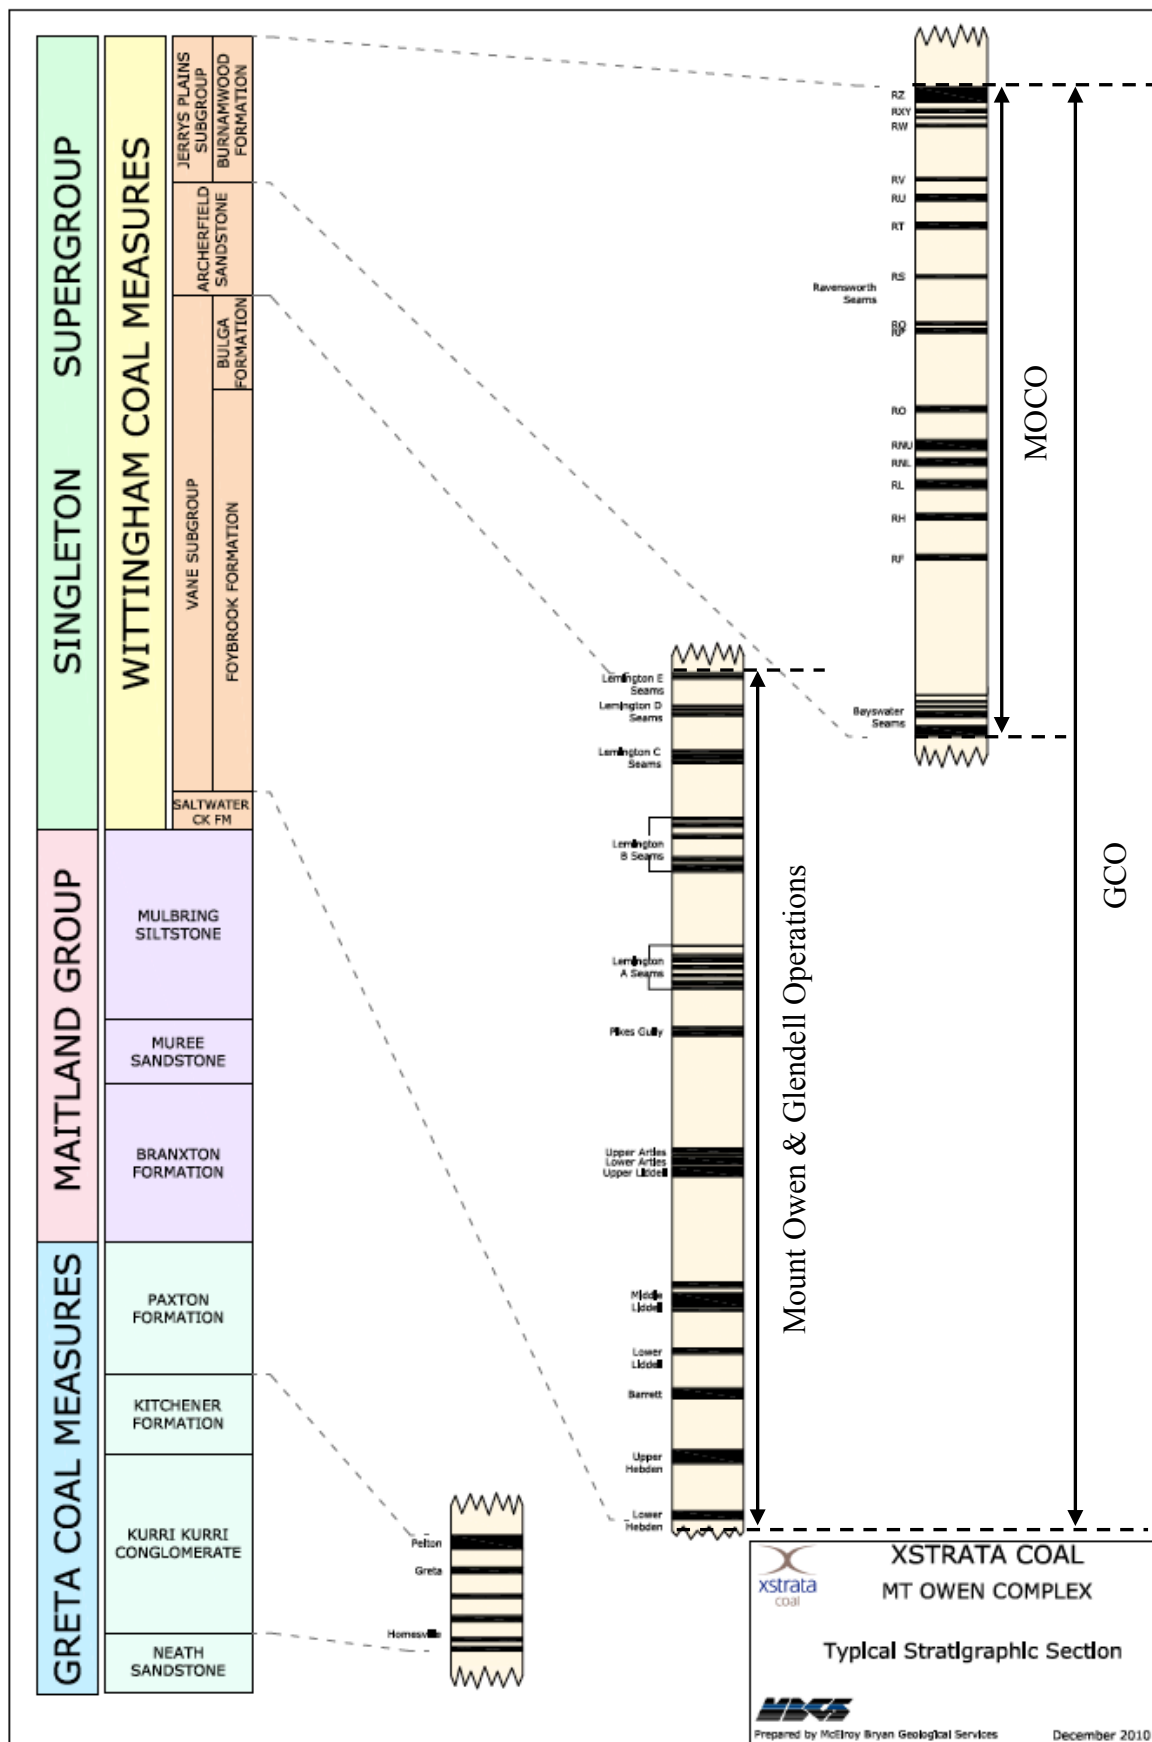 SINGLETON SUPERGROUP
MAITLAND GROUP
GRETA COAL MEASURES
WITTINGHAM COAL MEASURES
JERRYS PLAINS
SUBGROUP
BURNAMWOOD
FORMATION
ARCHERFIELD
SANDSTONE
VANE SUBGROUP
BULGA
FORMATION
FOYBROOK FORMATION
SALTWATER
CK FM
MULBRING
SILTSTONE
MUREE
SANDSTONE
BRANXTON
FORMATION
PAXTON
FORMATION
KITCHENER
FORMATION
KURRI KURRI
CONGLOMERATE
NEATH
SANDSTONE
Pelton
Greta
Homesville
Lemington E
Seams
Lemington D
Seams
Lemington C
Seams
Lemington
B Seams
Lemington
A Seams
Pikes Gully
Upper Arties
Lower Arties
Upper Liddell
Middle
Liddell
Lower
Liddell
Barrett
Upper
Hebden
Lower
Hebden
Mount Owen & Glendell Operations
RZ
RXY
RW
RV
RU
RT
RS
Ravensworth
Seams
RQ
RP
RO
RNU
RNL
RL
RH
RF
Bayswater
Seams
MOCO
GCO
xstrata
coal
XSTRATA COAL
MT OWEN COMPLEX
Typical Stratigraphic Section
MBGS
Prepared by McElroy Bryan Geological Services
December 2010